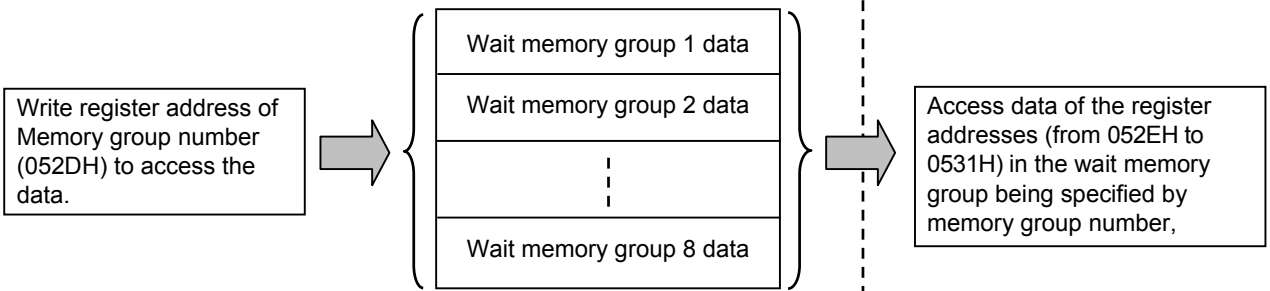 Write register address of
Memory group number
(052DH) to access the
data.
Wait memory group 1 data
Wait memory group 2 data
Wait memory group 8 data
Access data of the register
addresses (from 052EH to
0531H) in the wait memory
group being specified by
memory group number,